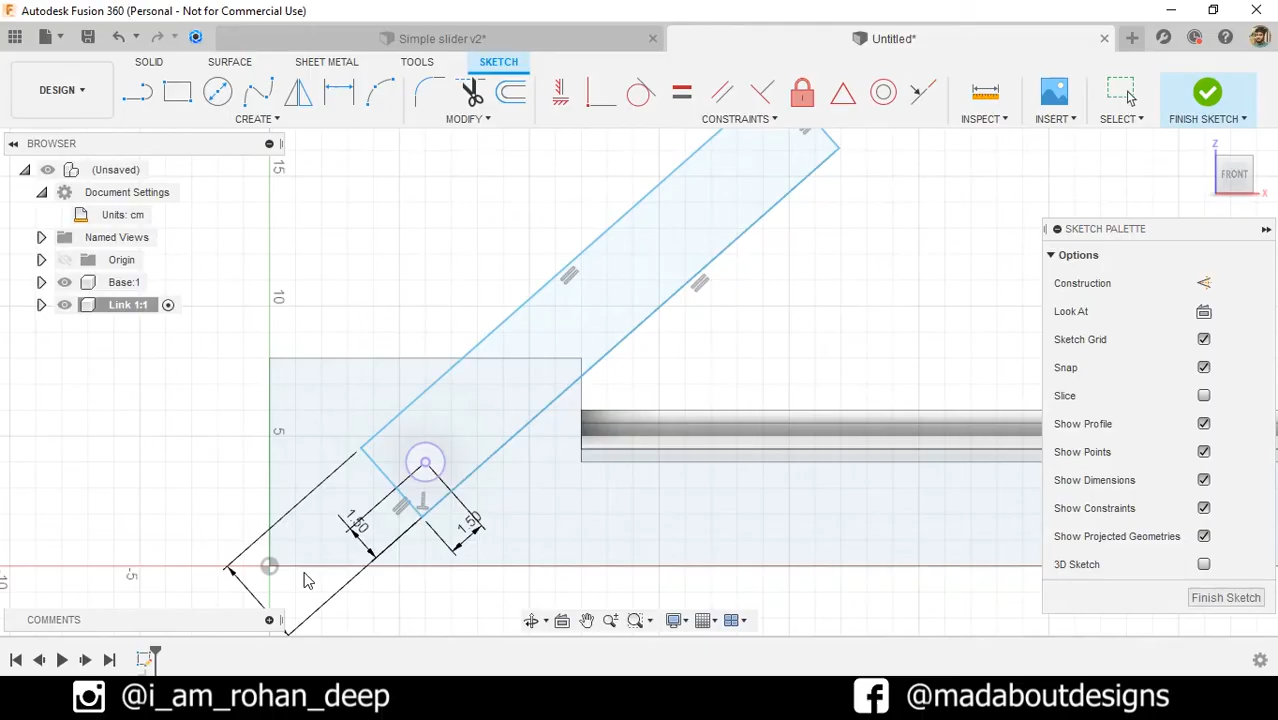 Autodesk Fusion 360 (Personal - Not for Commercial Use)
Simple slider v2*
Untitled*
SOLID
SURFACE
SHEET METAL
TOOLS
SKETCH
DESIGN
CREATE
MODIFY
CONSTRAINTS
INSPECT
INSERT
SELECT
FINISH SKETCH
BROWSER
(Unsaved)
Document Settings
Units: cm
Named Views
Origin
Base:1
Link 1:1
15
10
5
-5
-10
1.50
1.50
Z
FRONT
X
SKETCH PALETTE
Options
Construction
Look At
Sketch Grid
Snap
Slice
Show Profile
Show Points
Show Dimensions
Show Constraints
Show Projected Geometries
3D Sketch
Finish Sketch
COMMENTS
@i_am_rohan_deep
@madaboutdesigns